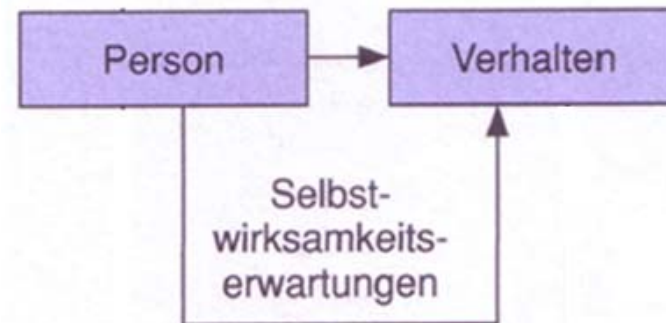 Person
Verhalten
Selbst-
wirksamkeits-
erwartungen